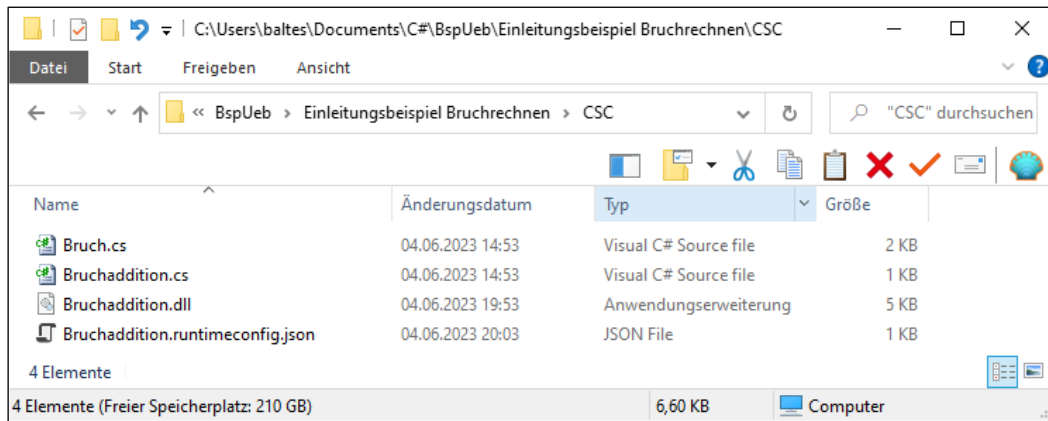 C:\Users\baltes\Documents\C#\BspUeb\Einleitungsbeispiel Bruchrechnen\CSC
Datei Start Freigeben Ansicht ?
« BspUeb › Einleitungsbeispiel Bruchrechnen › CSC "CSC" durchsuchen
Name Änderungsdatum Typ Größe
Bruch.cs 04.06.2023 14:53 Visual C# Source file 2 KB
Bruchaddition.cs 04.06.2023 14:53 Visual C# Source file 1 KB
Bruchaddition.dll 04.06.2023 19:53 Anwendungserweiterung 5 KB
Bruchaddition.runtimeconfig.json 04.06.2023 20:03 JSON File 1 KB
4 Elemente
4 Elemente (Freier Speicherplatz: 210 GB) 6,60 KB Computer